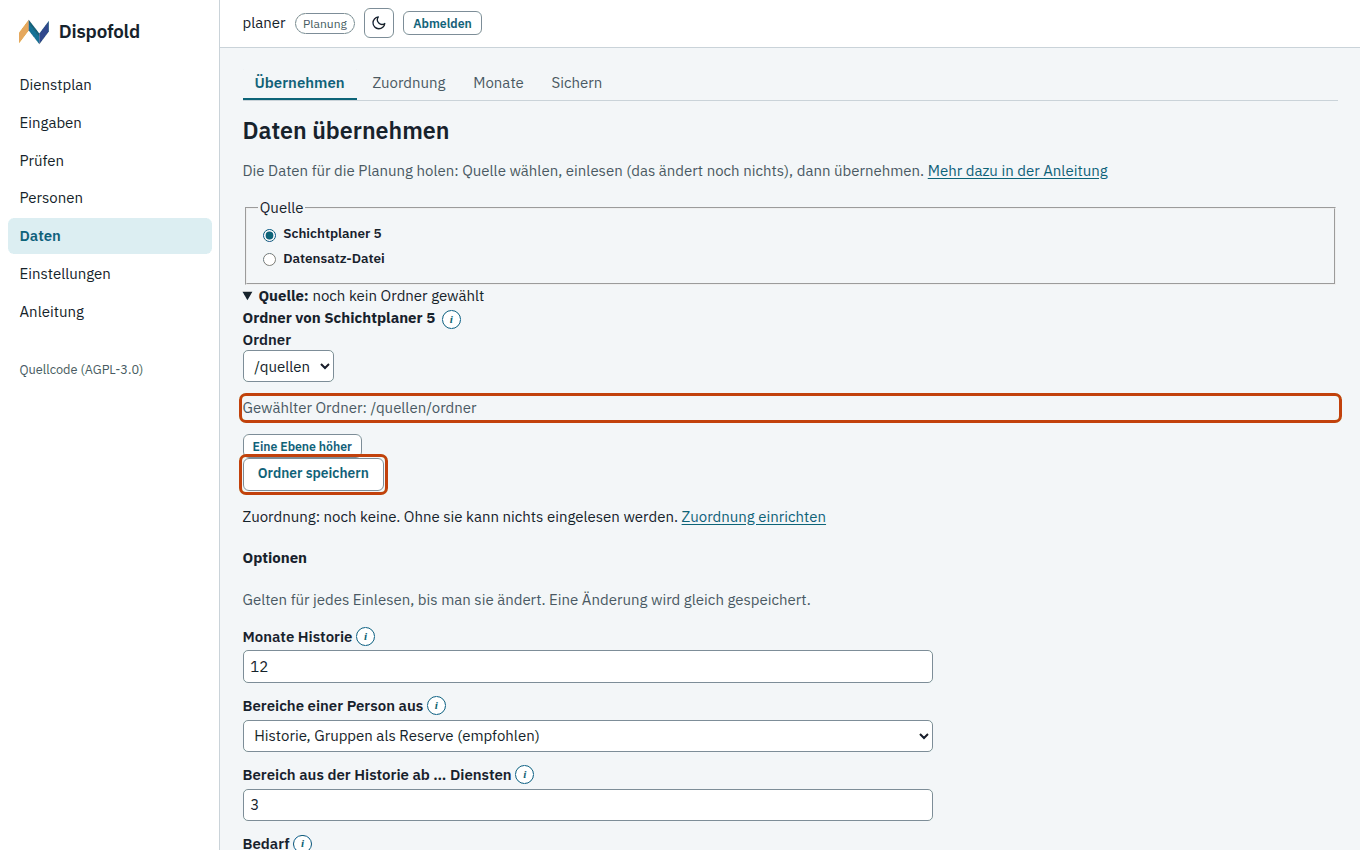 Dispofold
planer Planung Abmelden
Dienstplan
Eingaben
Prüfen
Personen
Daten
Einstellungen
Anleitung
Quellcode (AGPL-3.0)
Übernehmen Zuordnung Monate Sichern
Daten übernehmen
Die Daten für die Planung holen: Quelle wählen, einlesen (das ändert noch nichts), dann übernehmen. Mehr dazu in der Anleitung
Quelle
Schichtplaner 5
Datensatz-Datei
Quelle: noch kein Ordner gewählt
Ordner von Schichtplaner 5 i
Ordner
/quellen
Gewählter Ordner: /quellen/ordner
Eine Ebene höher
Ordner speichern
Zuordnung: noch keine. Ohne sie kann nichts eingelesen werden. Zuordnung einrichten
Optionen
Gelten für jedes Einlesen, bis man sie ändert. Eine Änderung wird gleich gespeichert.
Monate Historie i
12
Bereiche einer Person aus i
Historie, Gruppen als Reserve (empfohlen)
Bereich aus der Historie ab ... Diensten i
3
Bedarf i